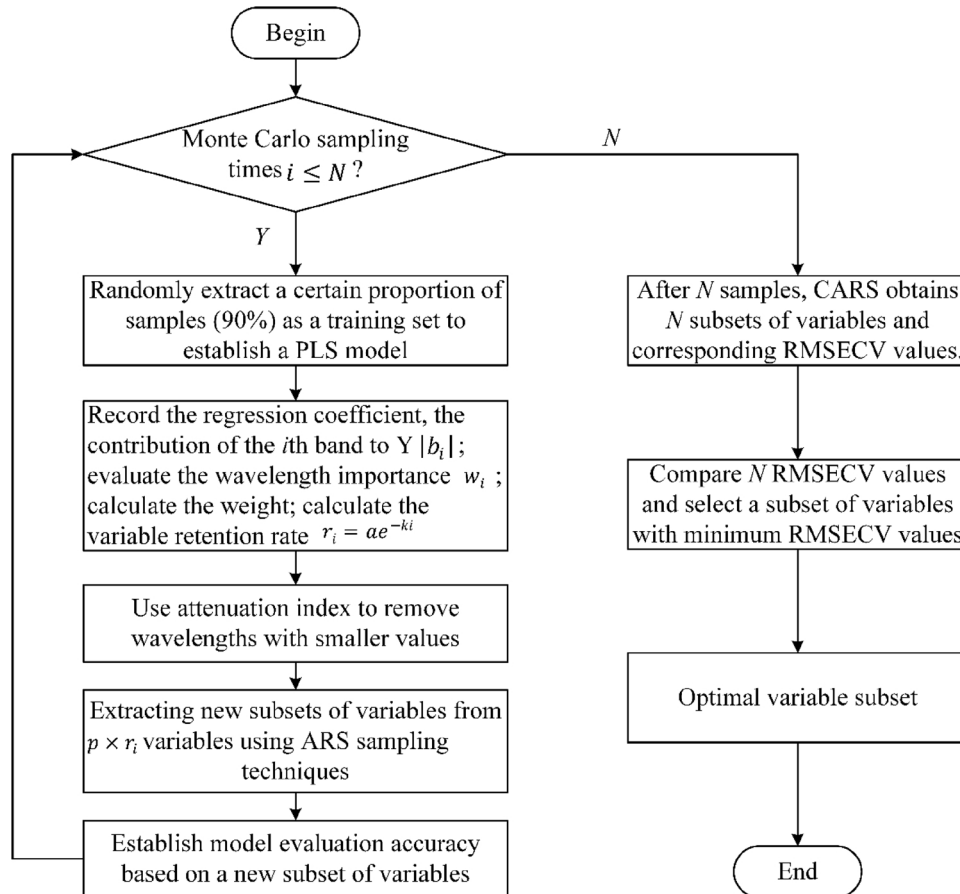 Begin
Monte Carlo sampling
times i ≤ N ?
N
Y
Randomly extract a certain proportion of
samples (90%) as a training set to
establish a PLS model
Record the regression coefficient, the
contribution of the ith band to Y |b_i| ;
evaluate the wavelength importance w_i ;
calculate the weight; calculate the
variable retention rate r_i = ae^{-ki}
Use attenuation index to remove
wavelengths with smaller values
Extracting new subsets of variables from
p × r_i variables using ARS sampling
techniques
Establish model evaluation accuracy
based on a new subset of variables
After N samples, CARS obtains
N subsets of variables and
corresponding RMSECV values.
Compare N RMSECV values
and select a subset of variables
with minimum RMSECV values
Optimal variable subset
End